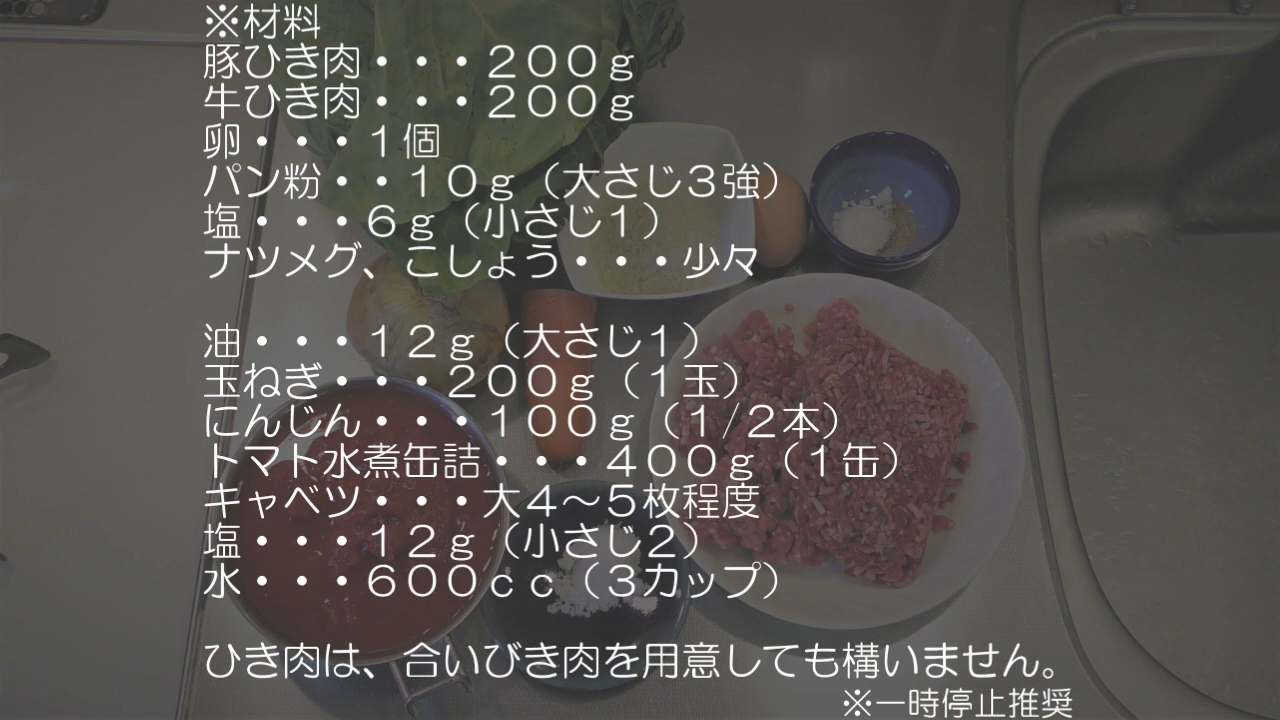 ※材料
豚ひき肉・・・２００ｇ
牛ひき肉・・・２００ｇ
卵・・・１個
パン粉・・１０ｇ（大さじ３強）
塩・・・６ｇ（小さじ１）
ナツメグ、こしょう・・・少々
油・・・１２ｇ（大さじ１）
玉ねぎ・・・２００ｇ（１玉）
にんじん・・・１００ｇ（１/２本）
トマト水煮缶詰・・・４００ｇ（１缶）
キャベツ・・・大４～５枚程度
塩・・・１２ｇ（小さじ２）
水・・・６００ｃｃ（３カップ）
ひき肉は、合いびき肉を用意しても構いません。
※一時停止推奨